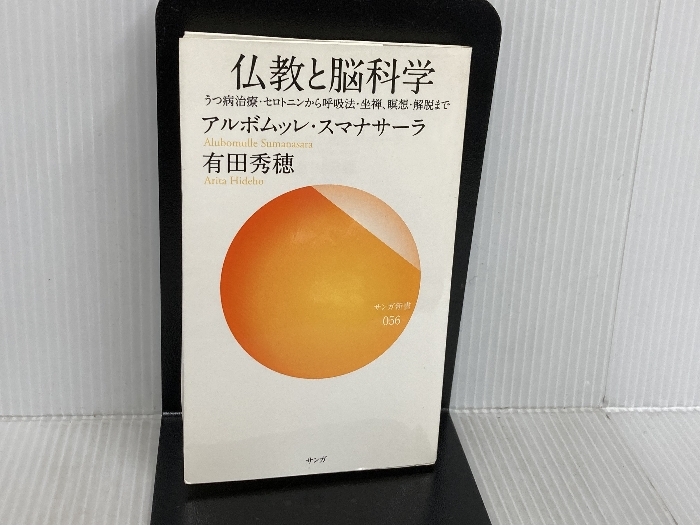 仏教と脳科学
うつ病治療・セロトニンから呼吸法・坐禅、瞑想・解脱まで
アルボムッレ・スマナサーラ
Alubomulle Sumanasara
有田秀穂
Arita Hideho
サンガ新書
056
サンガ